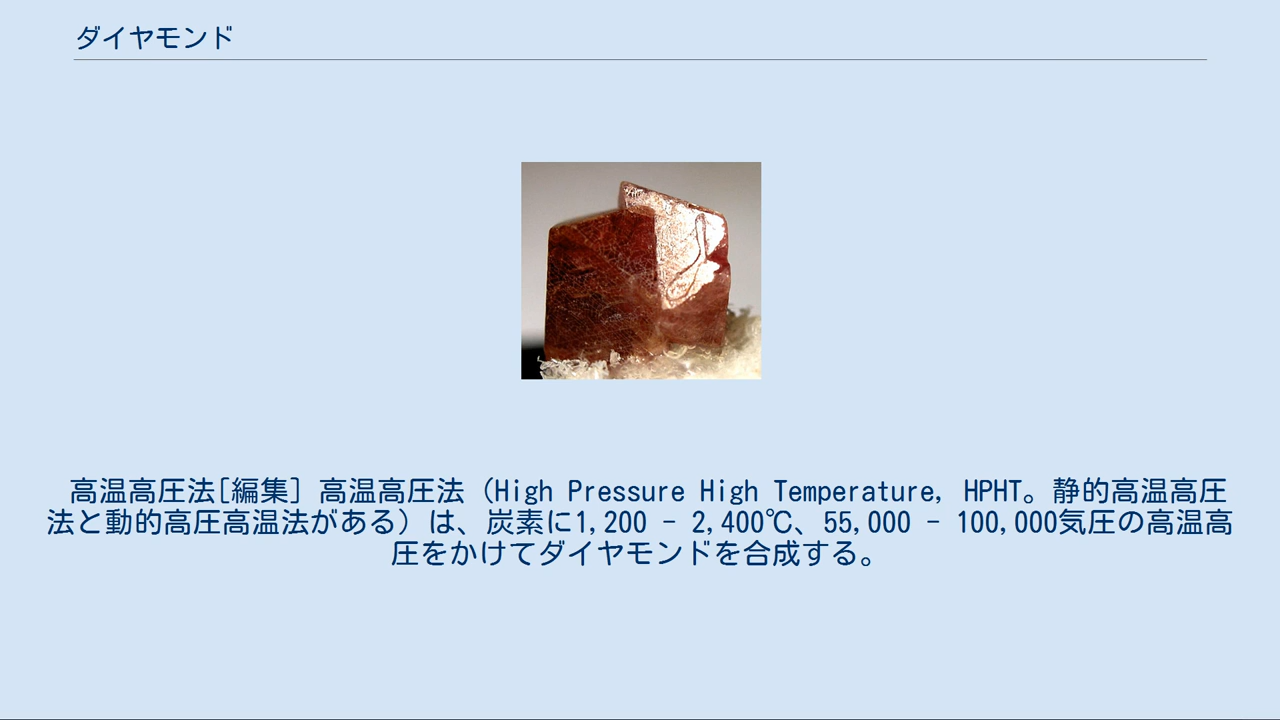 ダイヤモンド
高温高圧法[編集] 高温高圧法（High Pressure High Temperature, HPHT。静的高温高圧
法と動的高圧高温法がある）は、炭素に1,200 - 2,400℃、55,000 - 100,000気圧の高温高
圧をかけてダイヤモンドを合成する。